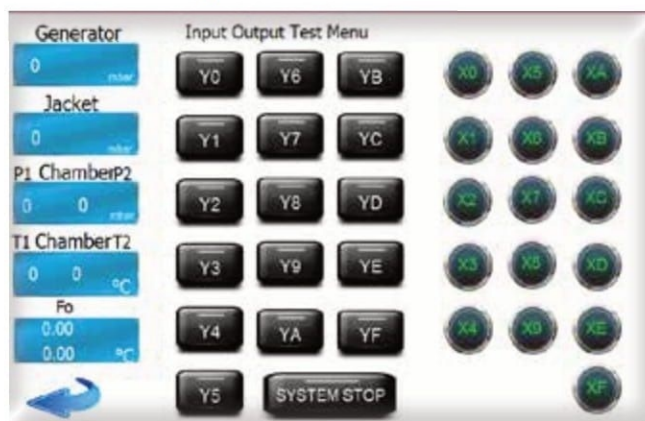 Generator
0
mbar
Jacket
0
mbar
P1 ChamberP2
0 0
mbar
T1 ChamberT2
0 0
°C
Fo
0.00
0.00 °C
Input Output Test Menu
Y0 Y6 YB
Y1 Y7 YC
Y2 Y8 YD
Y3 Y9 YE
Y4 YA YF
Y5 SYSTEM STOP
X0 X5 XA
X1 X6 XB
X2 X7 XC
X3 X8 XD
X4 X9 XE
XF